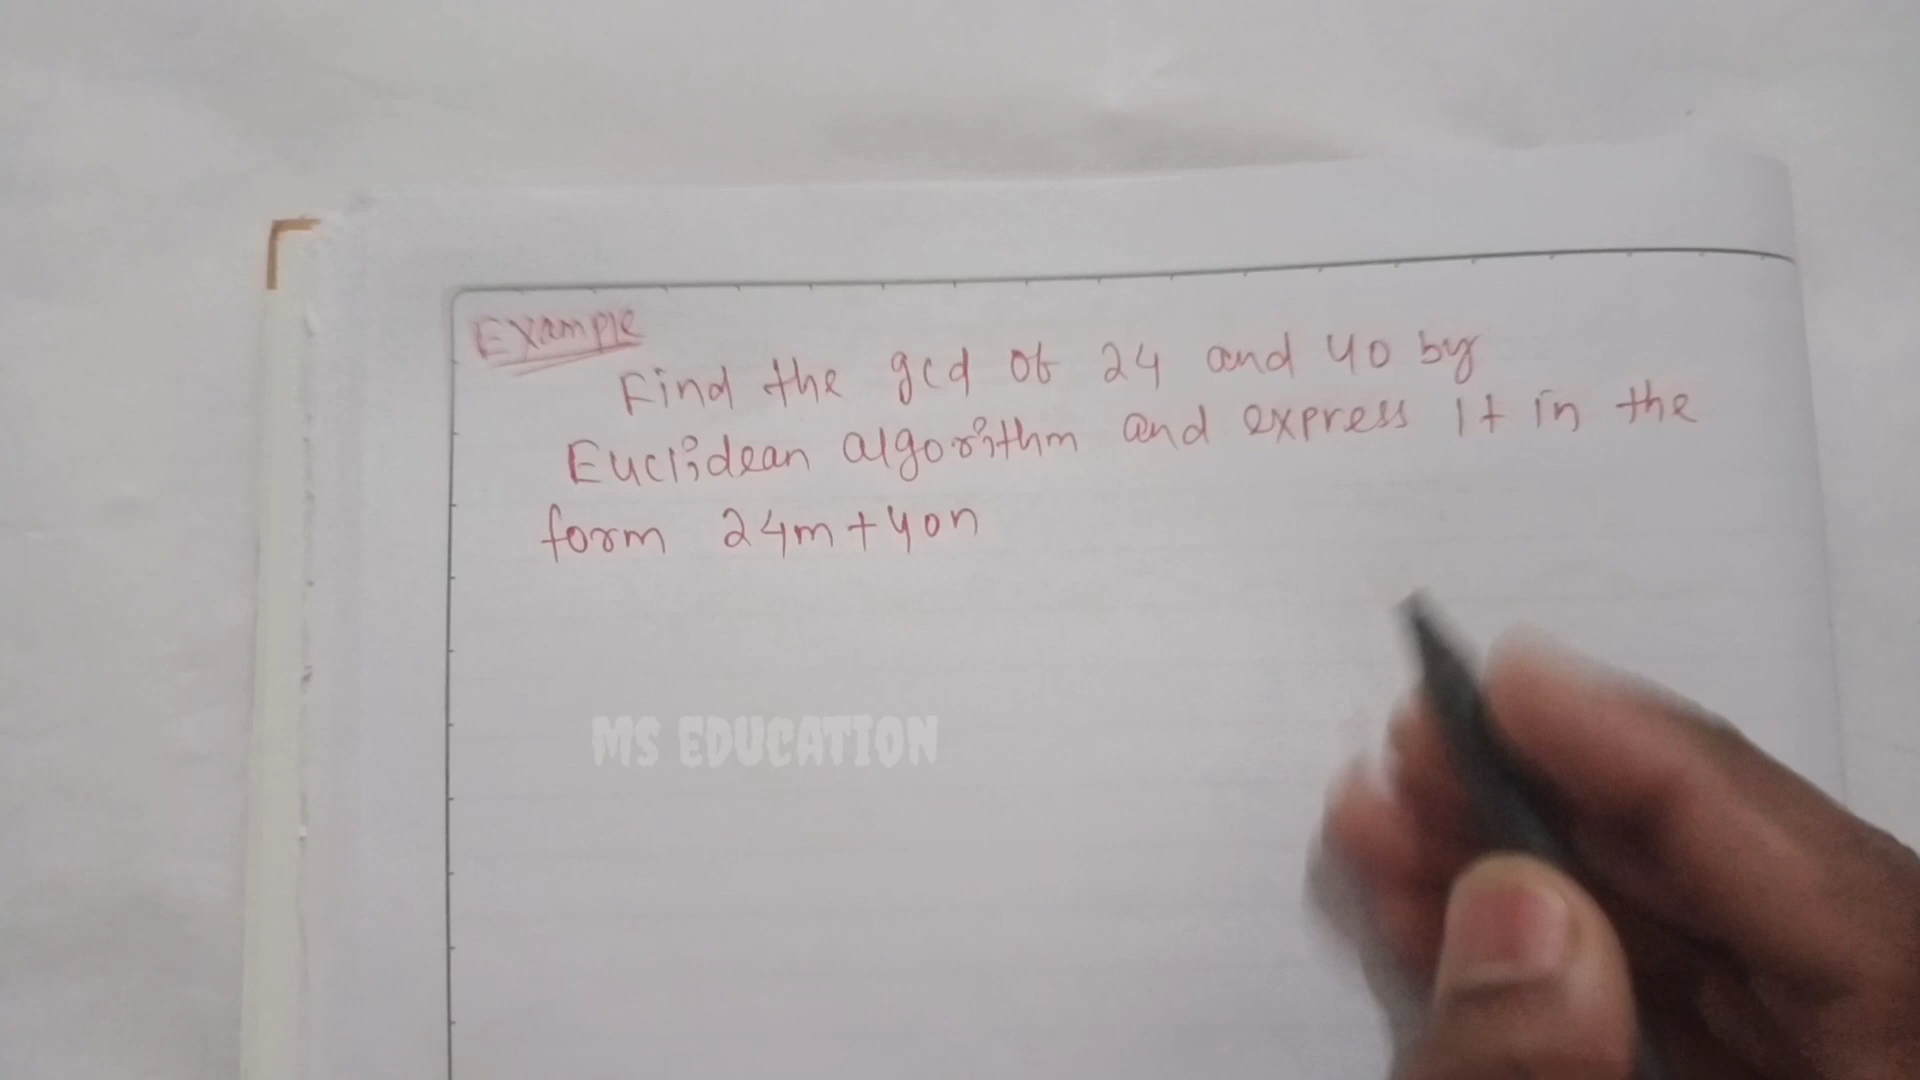 Example
Find the gcd of 24 and 40 by
Euclidean algorithm and express it in the
form 24m+40n
MS EDUCATION